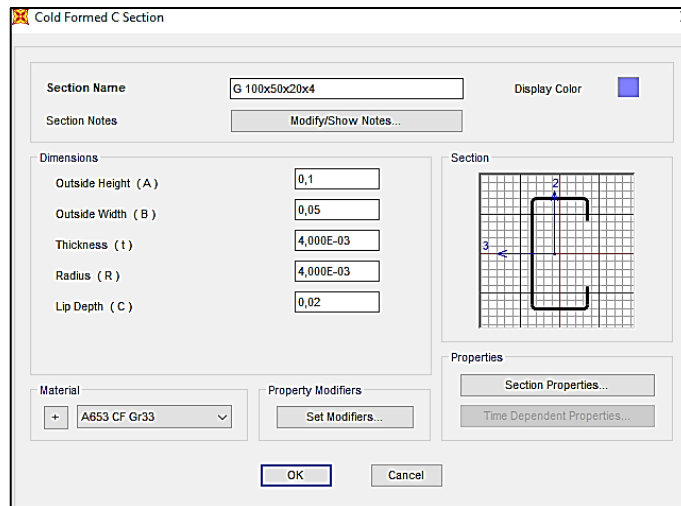 Cold Formed C Section
Section Name G 100x50x20x4 Display Color
Section Notes Modify/Show Notes...
Dimensions
Outside Height (A) 0,1
Outside Width (B) 0,05
Thickness (t) 4,000E-03
Radius (R) 4,000E-03
Lip Depth (C) 0,02
Section
2
3
Properties
Section Properties...
Time Dependent Properties...
Material
+ A653 CF Gr33
Property Modifiers
Set Modifiers...
OK Cancel